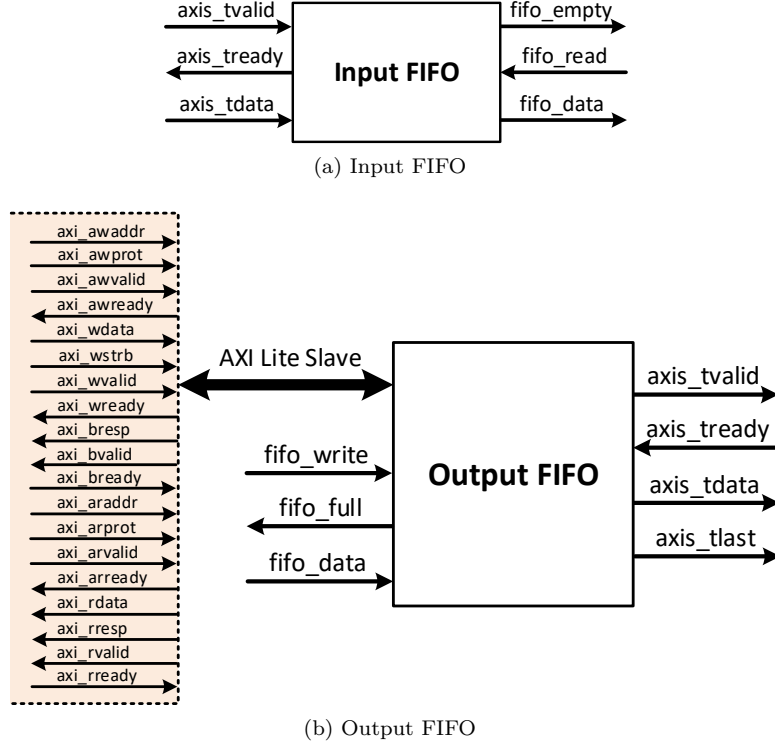 axis_tvalid
axis_tready
axis_tdata
Input FIFO
fifo_empty
fifo_read
fifo_data
(a) Input FIFO
axi_awaddr
axi_awprot
axi_awvalid
axi_awready
axi_wdata
axi_wstrb
axi_wvalid
axi_wready
axi_bresp
axi_bvalid
axi_bready
axi_araddr
axi_arprot
axi_arvalid
axi_arready
axi_rdata
axi_rresp
axi_rvalid
axi_rready
AXI Lite Slave
fifo_write
fifo_full
fifo_data
Output FIFO
axis_tvalid
axis_tready
axis_tdata
axis_tlast
(b) Output FIFO